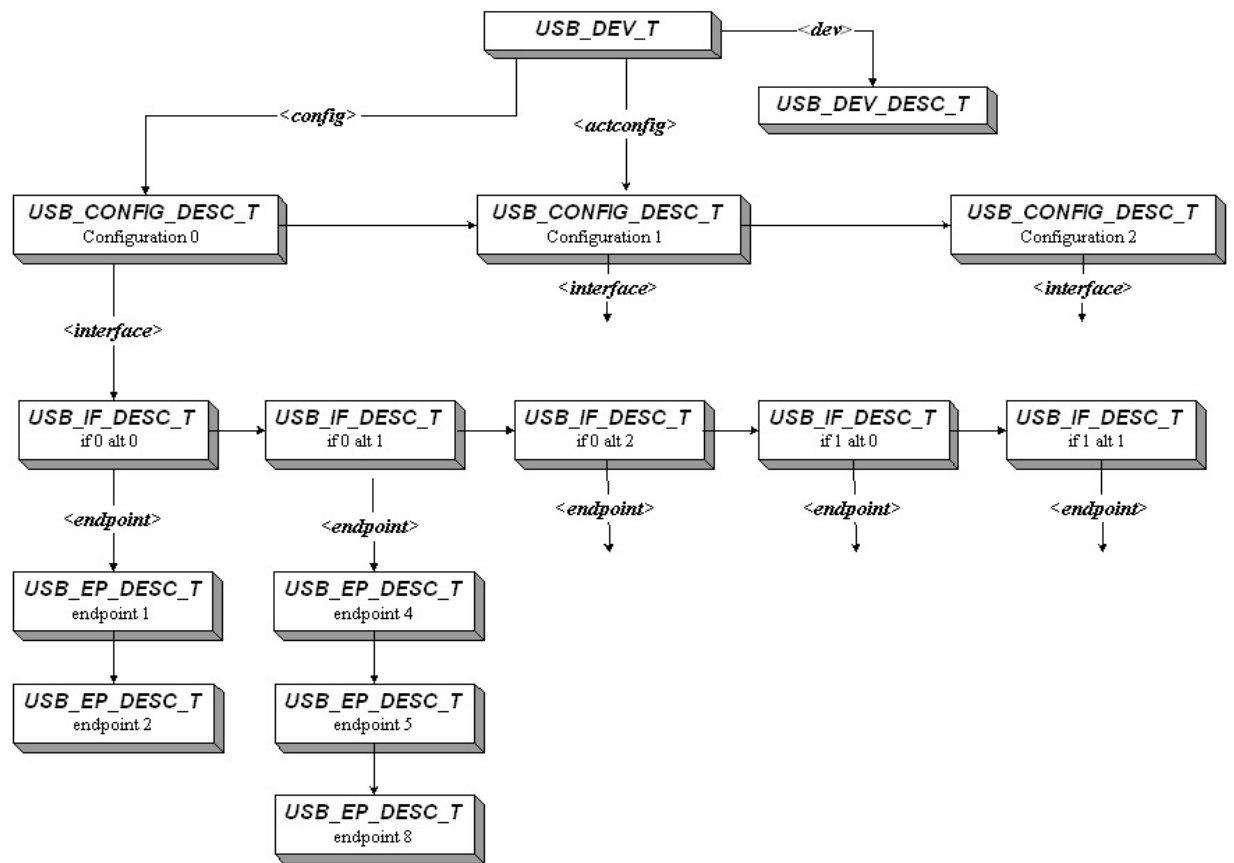 USB_DEV_T
<dev>
USB_DEV_DESC_T
<config>
<actconfig>
USB_CONFIG_DESC_T
Configuration 0
USB_CONFIG_DESC_T
Configuration 1
USB_CONFIG_DESC_T
Configuration 2
<interface>
<interface>
<interface>
USB_IF_DESC_T
if 0 alt 0
USB_IF_DESC_T
if 0 alt 1
USB_IF_DESC_T
if 0 alt 2
USB_IF_DESC_T
if 1 alt 0
USB_IF_DESC_T
if 1 alt 1
<endpoint>
<endpoint>
<endpoint>
<endpoint>
<endpoint>
USB_EP_DESC_T
endpoint 1
USB_EP_DESC_T
endpoint 4
USB_EP_DESC_T
endpoint 2
USB_EP_DESC_T
endpoint 5
USB_EP_DESC_T
endpoint 8